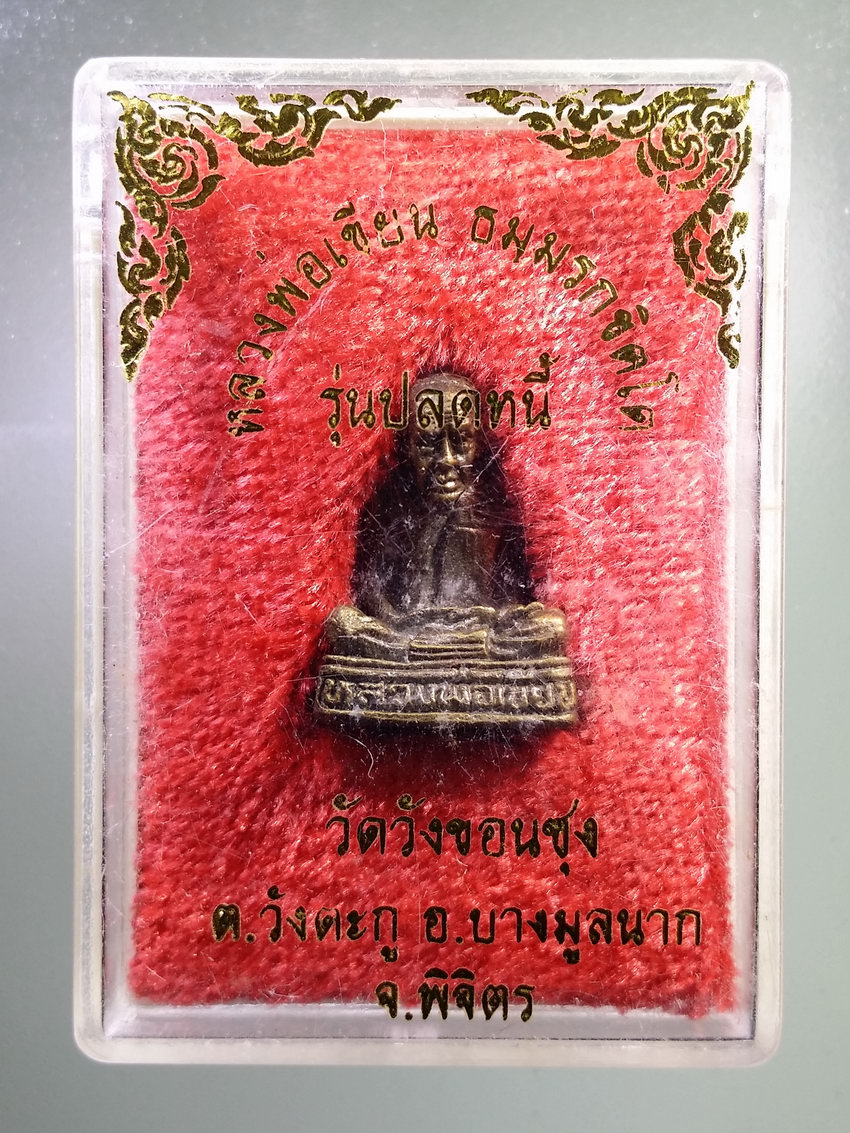 หลวงพ่อเขียน ธมฺมรกฺขิตโต
รุ่นปลดหนี้
หลวงพ่อเขียน
วัดวังขอนซุง
ต.วังตะกู อ.บางมูลนาก
จ.พิจิตร